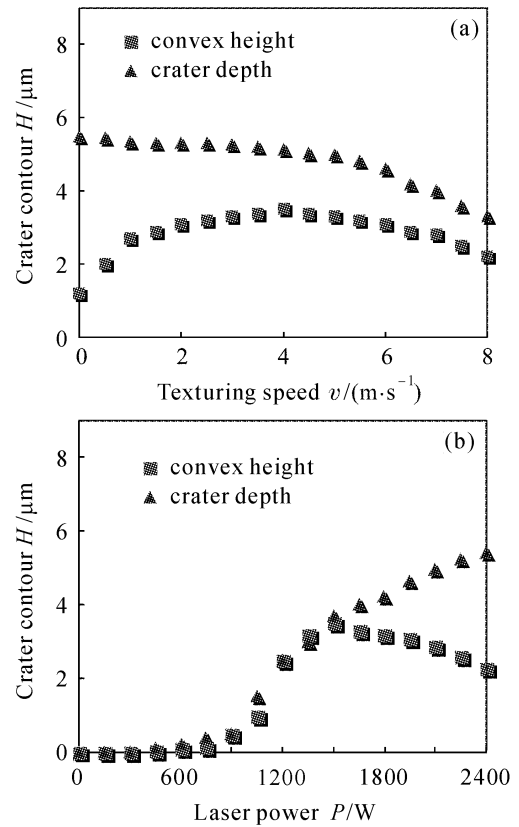 (a)
convex height
crater depth
Crater contour H/μm
8
6
4
2
0
0 2 4 6 8
Texturing speed v/(m·s⁻¹)
(b)
convex height
crater depth
Crater contour H/μm
8
6
4
2
0
0 600 1200 1800 2400
Laser power P/W